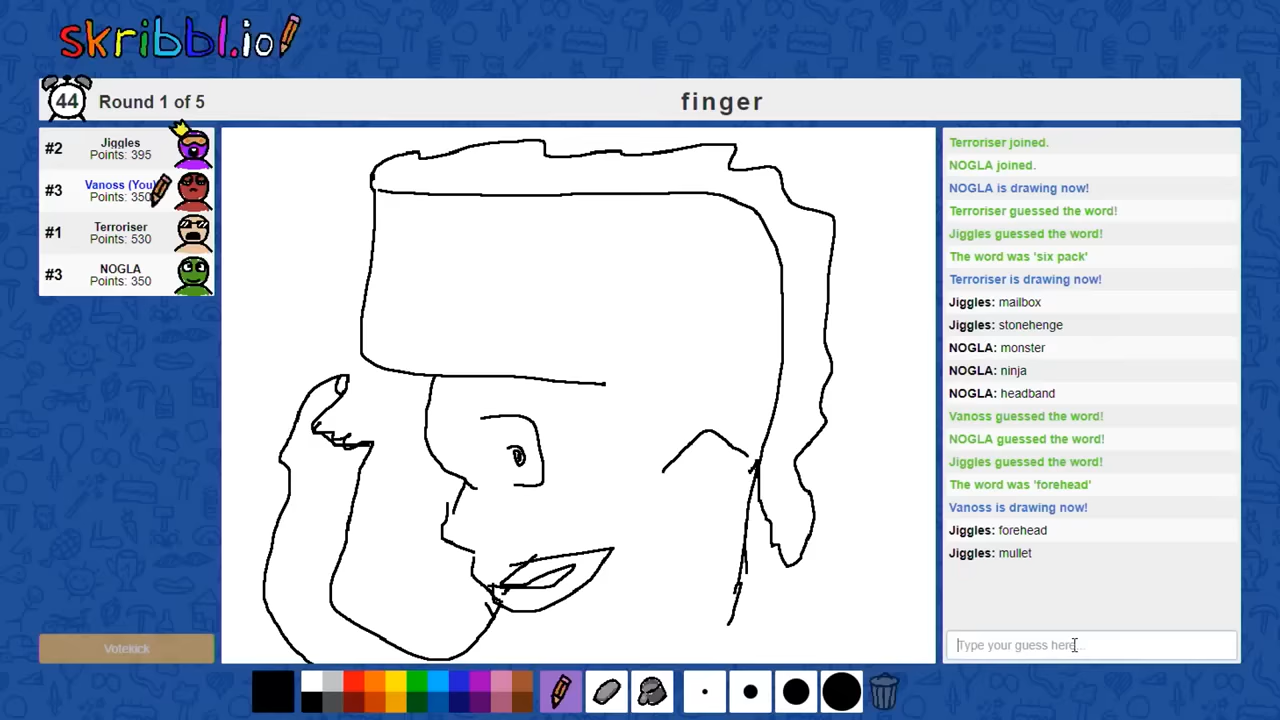 skribbl.io
44
Round 1 of 5
finger
#2
Jiggles
Points: 395
#3
Vanoss (You)
Points: 350
#1
Terroriser
Points: 530
#3
NOGLA
Points: 350
Votekick
Terroriser joined.
NOGLA joined.
NOGLA is drawing now!
Terroriser guessed the word!
Jiggles guessed the word!
The word was 'six pack'
Terroriser is drawing now!
Jiggles: mailbox
Jiggles: stonehenge
NOGLA: monster
NOGLA: ninja
NOGLA: headband
Vanoss guessed the word!
NOGLA guessed the word!
Jiggles guessed the word!
The word was 'forehead'
Vanoss is drawing now!
Jiggles: forehead
Jiggles: mullet
Type your guess here...